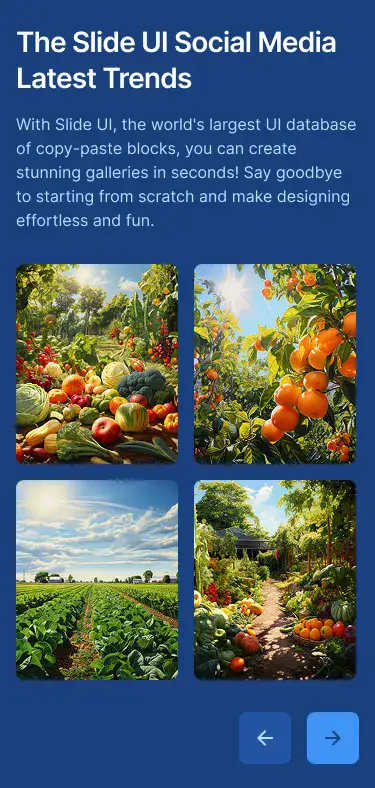 The Slide UI Social Media
Latest Trends
With Slide UI, the world's largest UI database
of copy-paste blocks, you can create
stunning galleries in seconds! Say goodbye
to starting from scratch and make designing
effortless and fun.